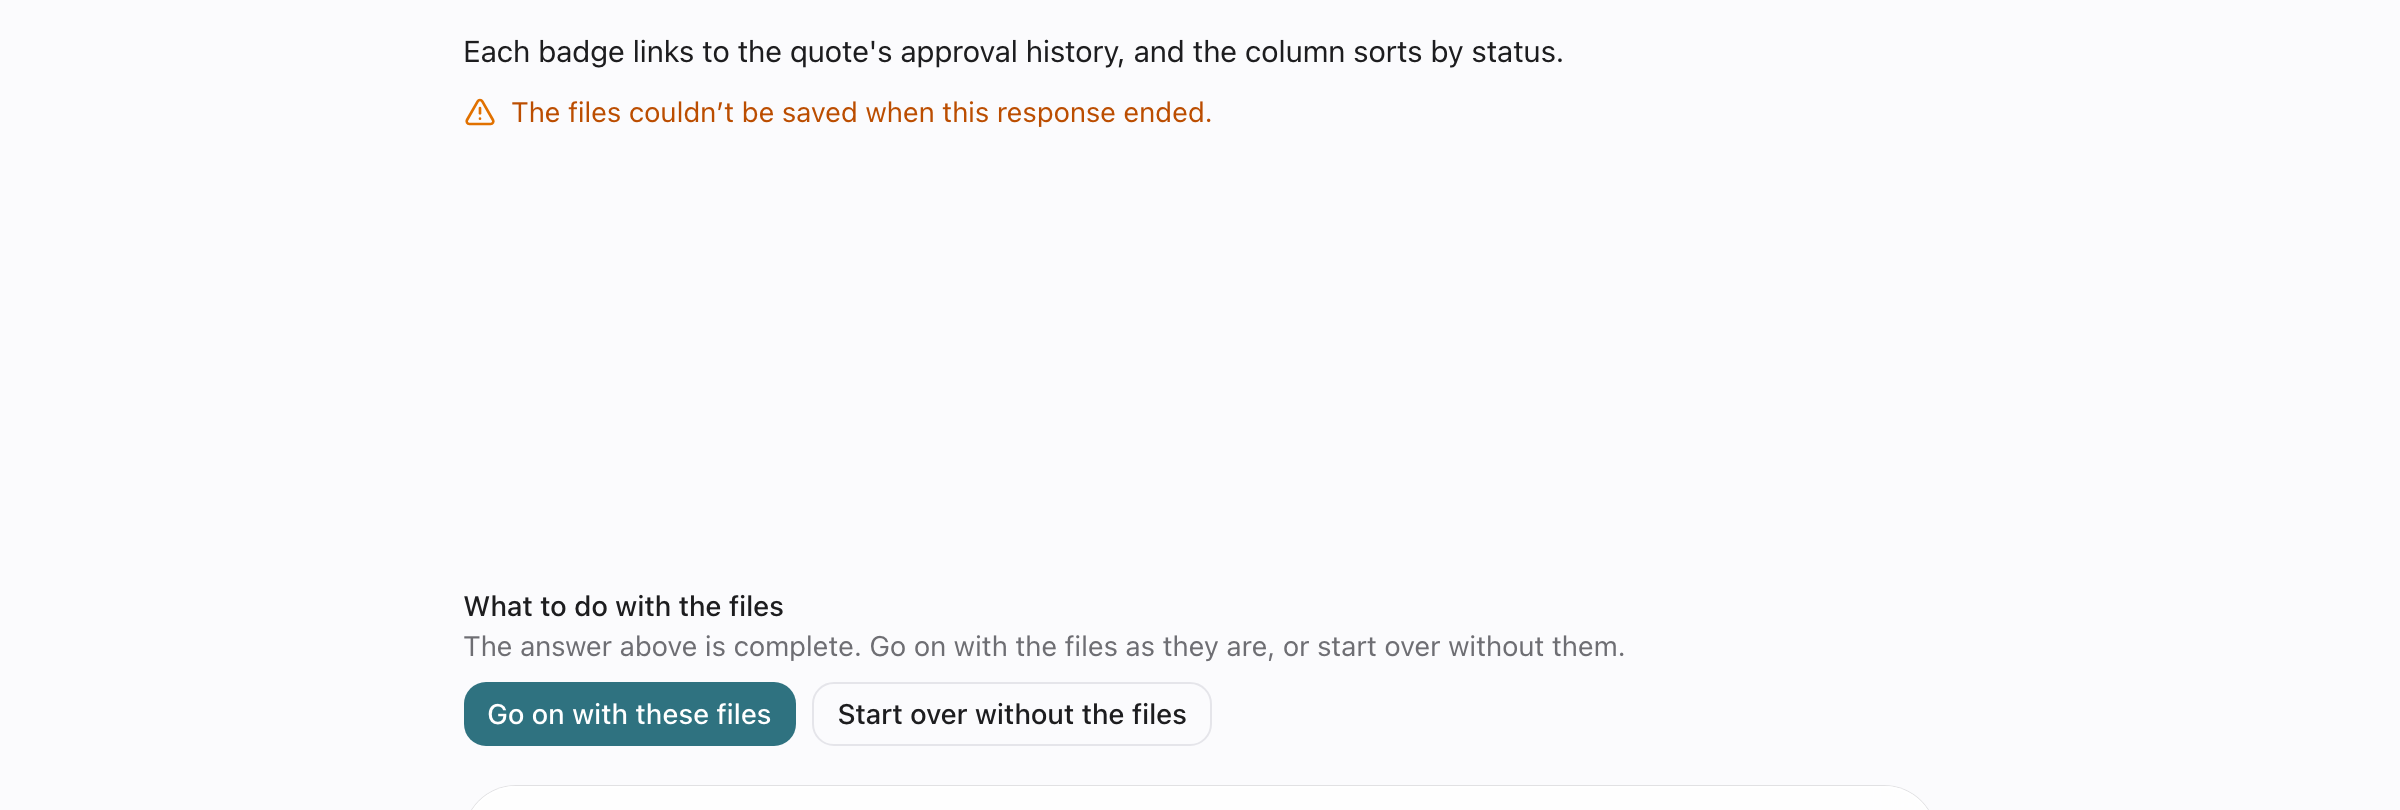 Each badge links to the quote's approval history, and the column sorts by status.
The files couldn’t be saved when this response ended.
What to do with the files
The answer above is complete. Go on with the files as they are, or start over without them.
Go on with these files
Start over without the files